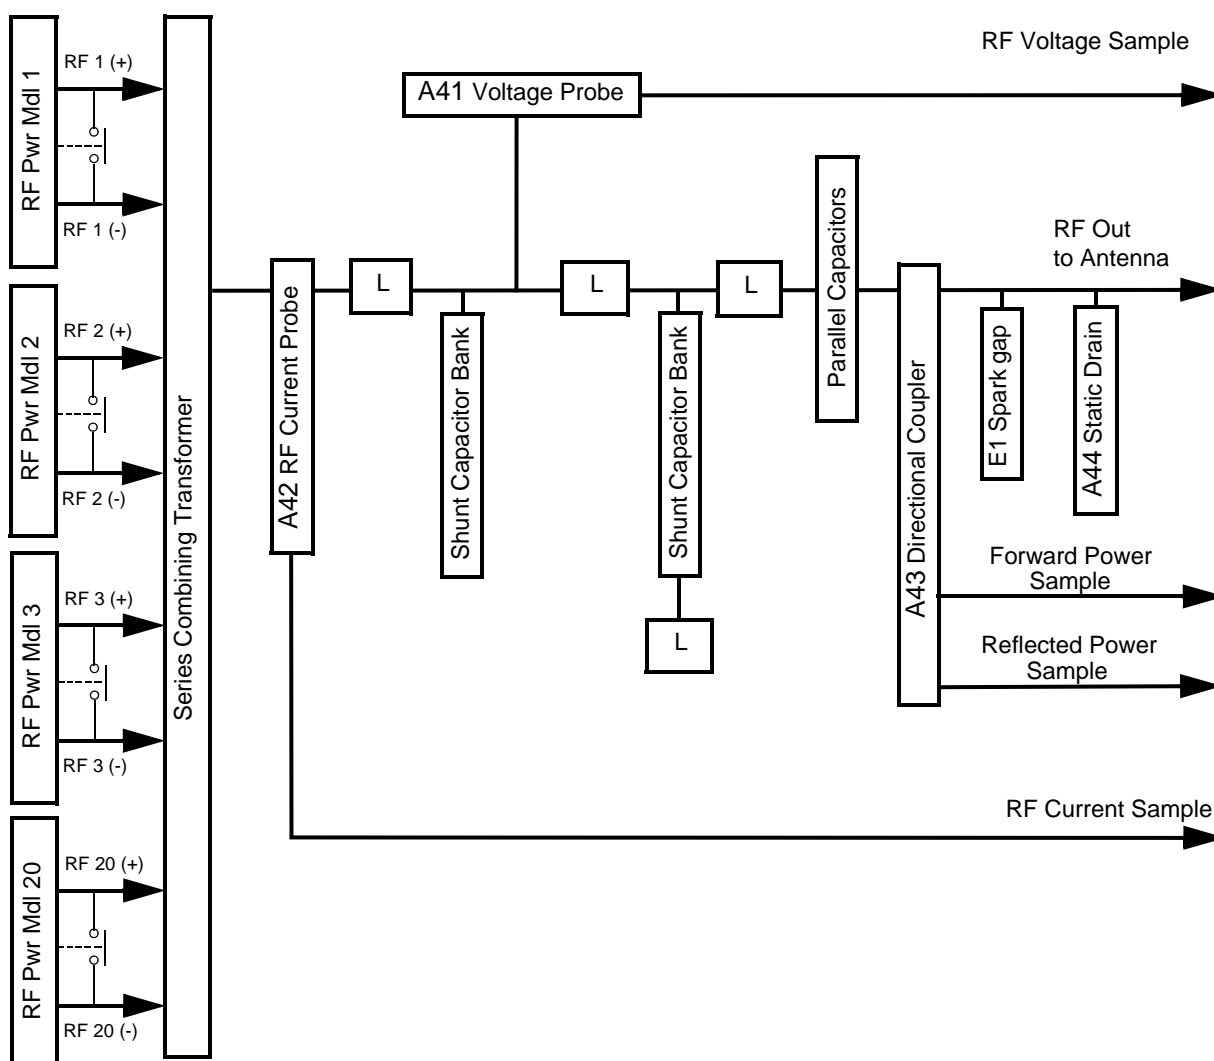 RF Pwr Mdl 1
RF 1 (+)
RF 1 (-)
RF Pwr Mdl 2
RF 2 (+)
RF 2 (-)
RF Pwr Mdl 3
RF 3 (+)
RF 3 (-)
RF Pwr Mdl 20
RF 20 (+)
RF 20 (-)
Series Combining Transformer
A42 RF Current Probe
L
Shunt Capacitor Bank
A41 Voltage Probe
RF Voltage Sample
L
Shunt Capacitor Bank
L
L
Parallel Capacitors
A43 Directional Coupler
RF Out
to Antenna
E1 Spark gap
A44 Static Drain
Forward Power
Sample
Reflected Power
Sample
RF Current Sample